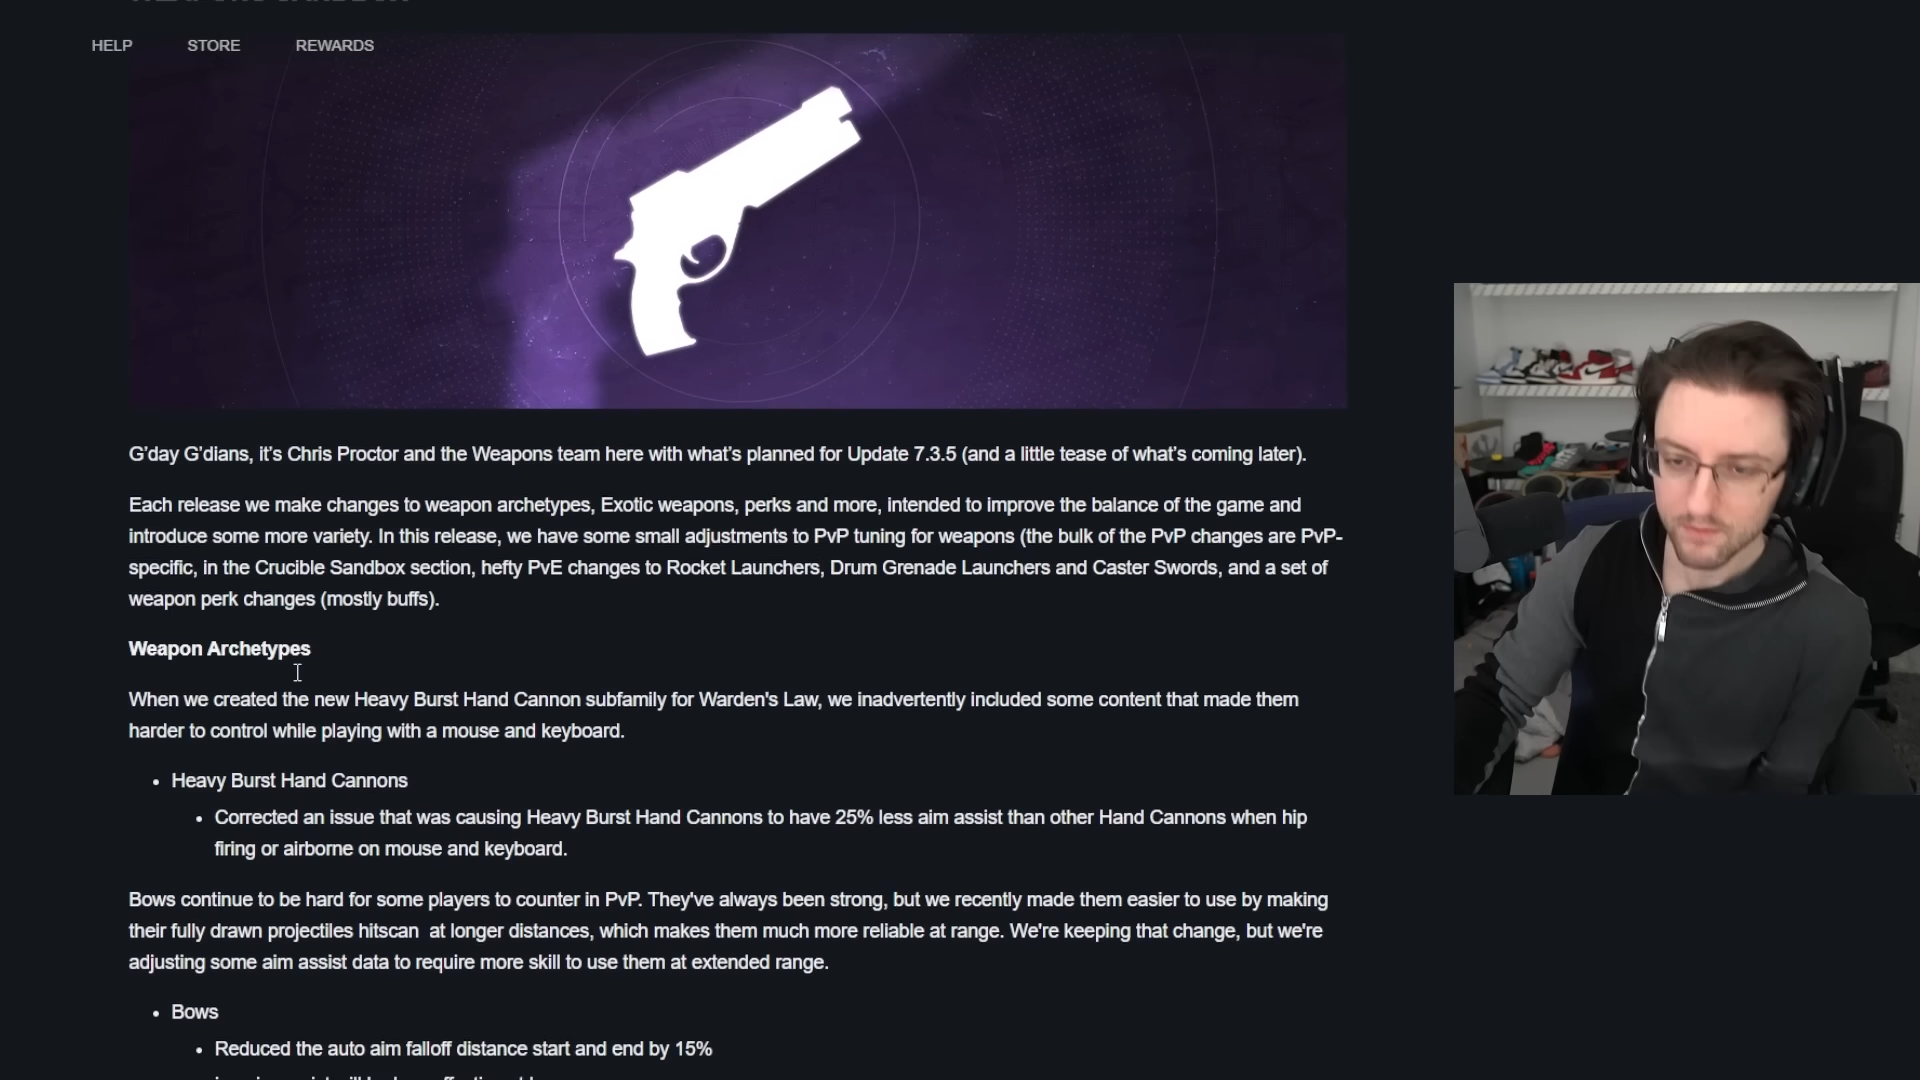 HELP
STORE
REWARDS
G'day G'dians, it's Chris Proctor and the Weapons team here with what's planned for Update 7.3.5 (and a little tease of what's coming later).
Each release we make changes to weapon archetypes, Exotic weapons, perks and more, intended to improve the balance of the game and
introduce some more variety. In this release, we have some small adjustments to PvP tuning for weapons (the bulk of the PvP changes are PvP-
specific, in the Crucible Sandbox section, hefty PvE changes to Rocket Launchers, Drum Grenade Launchers and Caster Swords, and a set of
weapon perk changes (mostly buffs).
Weapon Archetypes
When we created the new Heavy Burst Hand Cannon subfamily for Warden's Law, we inadvertently included some content that made them
harder to control while playing with a mouse and keyboard.
• Heavy Burst Hand Cannons
• Corrected an issue that was causing Heavy Burst Hand Cannons to have 25% less aim assist than other Hand Cannons when hip
firing or airborne on mouse and keyboard.
Bows continue to be hard for some players to counter in PvP. They've always been strong, but we recently made them easier to use by making
their fully drawn projectiles hitscan  at longer distances, which makes them much more reliable at range. We're keeping that change, but we're
adjusting some aim assist data to require more skill to use them at extended range.
• Bows
• Reduced the auto aim falloff distance start and end by 15%